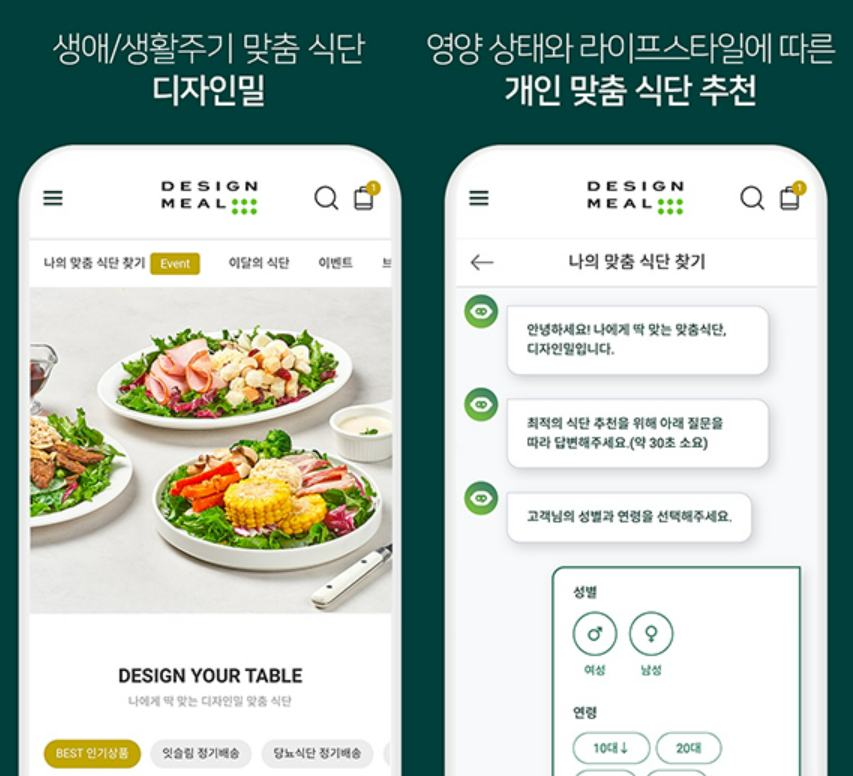 생애/생활주기 맞춤 식단
디자인밀
DESIGN
MEAL
1
나의 맞춤 식단 찾기 Event 이달의 식단 이벤트
DESIGN YOUR TABLE
나에게 딱 맞는 디자인밀 맞춤 식단
BEST 인기상품 잇슬림 정기배송 당뇨식단 정기배송
영양 상태와 라이프스타일에 따른
개인 맞춤 식단 추천
DESIGN
MEAL
1
나의 맞춤 식단 찾기
안녕하세요! 나에게 딱 맞는 맞춤식단,
디자인밀입니다.
최적의 식단 추천을 위해 아래 질문을
따라 답변해주세요.(약 30초 소요)
고객님의 성별과 연령을 선택해주세요.
성별
여성 남성
연령
10대↓ 20대